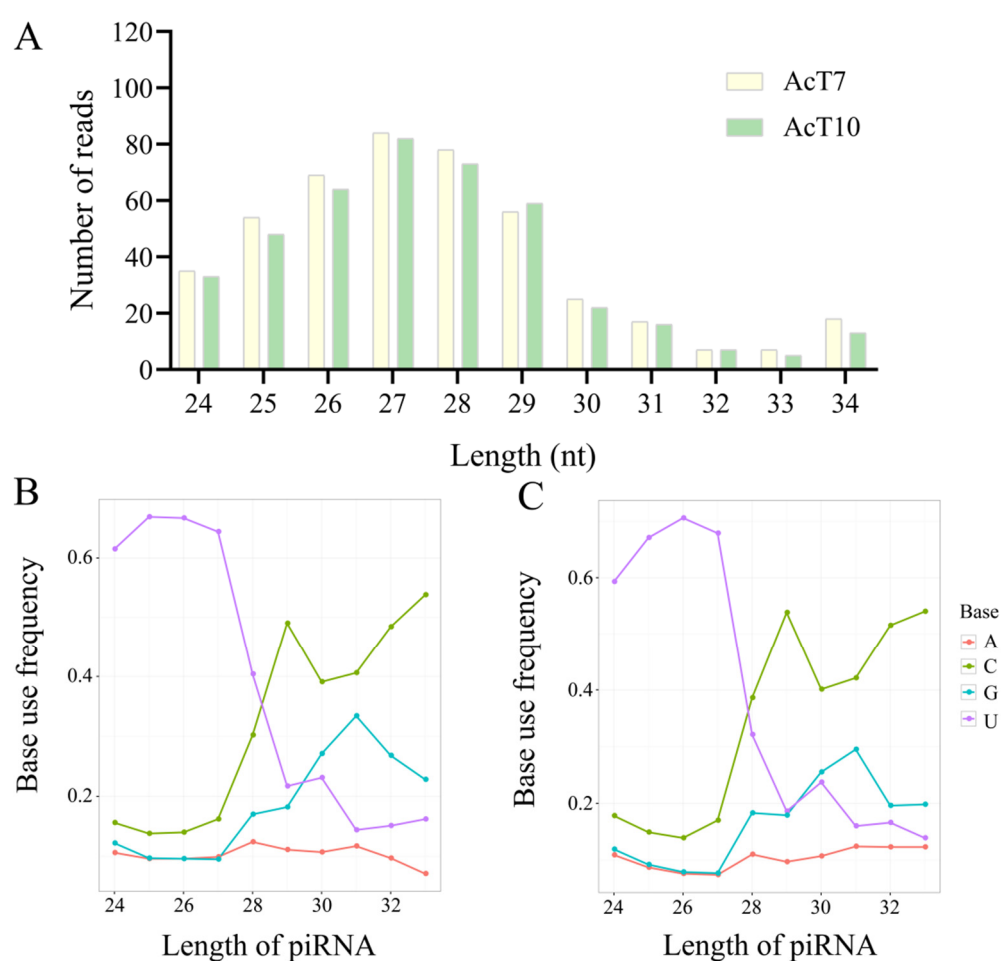 A
120
100
80
60
40
20
0
Number of reads
AcT7
AcT10
24 25 26 27 28 29 30 31 32 33 34
Length (nt)
B
0.6
0.4
0.2
Base use frequency
24 26 28 30 32
Length of piRNA
C
0.6
0.4
0.2
Base use frequency
24 26 28 30 32
Length of piRNA
Base
A
C
G
U